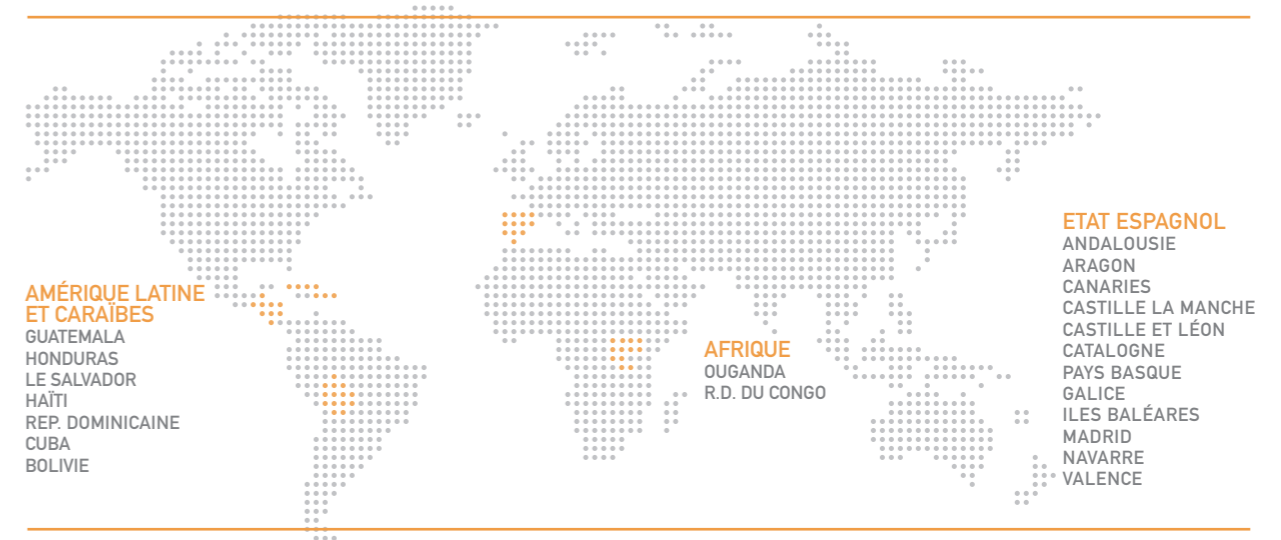 AMÉRIQUE LATINE
ET CARAÏBES
GUATEMALA
HONDURAS
LE SALVADOR
HAÏTI
REP. DOMINICAINE
CUBA
BOLIVIE
AFRIQUE
OUGANDA
R.D. DU CONGO
ETAT ESPAGNOL
ANDALOUSIE
ARAGON
CANARIES
CASTILLE LA MANCHE
CASTILLE ET LÉON
CATALOGNE
PAYS BASQUE
GALICE
ILES BALÉARES
MADRID
NAVARRE
VALENCE